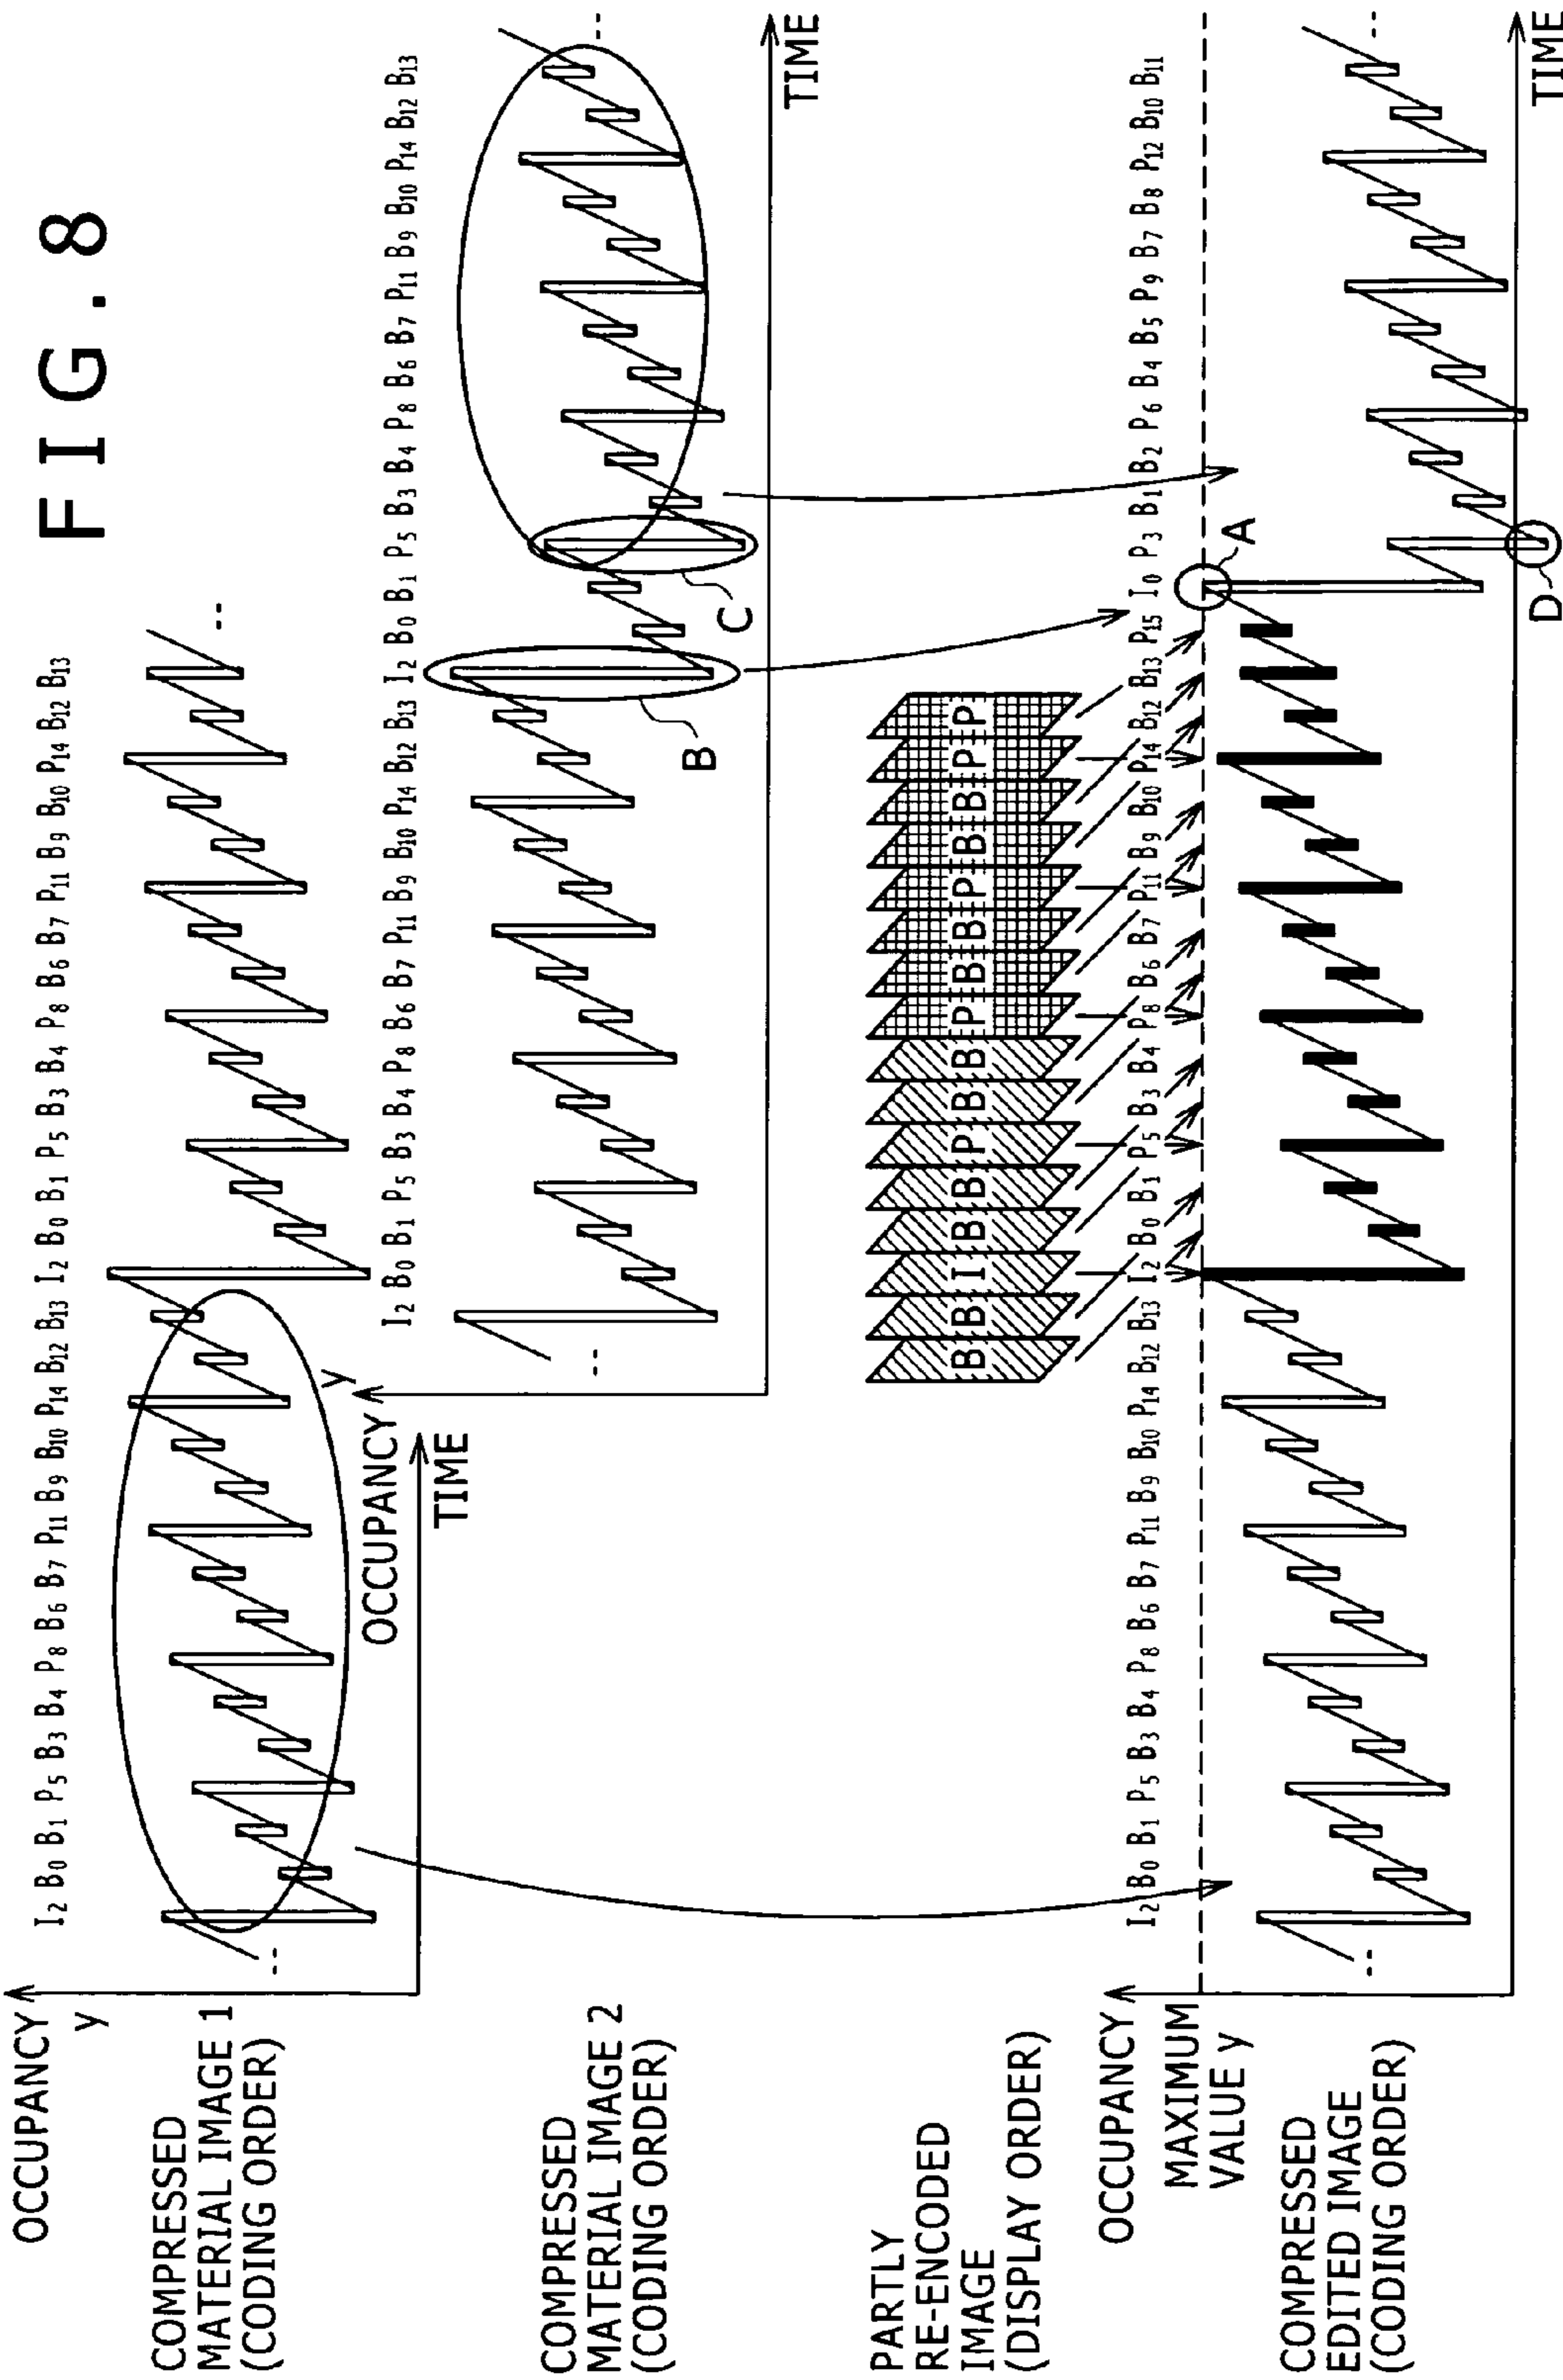 FIG. 8
OCCUPANCY
y
I2 B0 B1 P5 B3 B4 P8 B6 B7 P11 B9 B10 P14 B12 B13 I2 B0 B1 P5 B3 B4 P8 B6 B7 P11 B9 B10 P14 B12 B13
COMPRESSED
MATERIAL IMAGE 1
(CODING ORDER)
TIME
OCCUPANCY
y
I2 B0 B1 P5 B3 B4 P8 B6 B7 P11 B9 B10 P14 B12 B13 I2 B0 B1 P5 B3 B4 P8 B6 B7 P11 B9 B10 P14 B12 B13
COMPRESSED
MATERIAL IMAGE 2
(CODING ORDER)
B
C
TIME
PARTLY
RE-ENCODED
IMAGE
(DISPLAY ORDER)
B B I B B P B B P B B P B B P P
OCCUPANCY
I2 B0 B1 P5 B3 B4 P8 B6 B7 P11 B9 B10 P14 B12 B13 I2 B0 B1 P5 B3 B4 P8 B6 B7 P11 B9 B10 P14 B12 B13 P15 I0 P3 B1 B2 P6 B4 B5 P9 B7 B8 P12 B10 B11
MAXIMUM
VALUE y
A
COMPRESSED
EDITED IMAGE
(CODING ORDER)
D
TIME